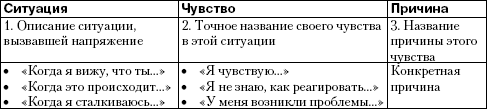 Ситуация Чувство Причина
1. Описание ситуации, 2. Точное название своего чувства 3. Название
вызвавшей напряжение в этой ситуации причины этого
чувства
• «Когда я вижу, что ты...» • «Я чувствую...» Конкретная
• «Когда это происходит...» • «Я не знаю, как реагировать...» причина
• «Когда я сталкиваюсь...» • «У меня возникли проблемы...»